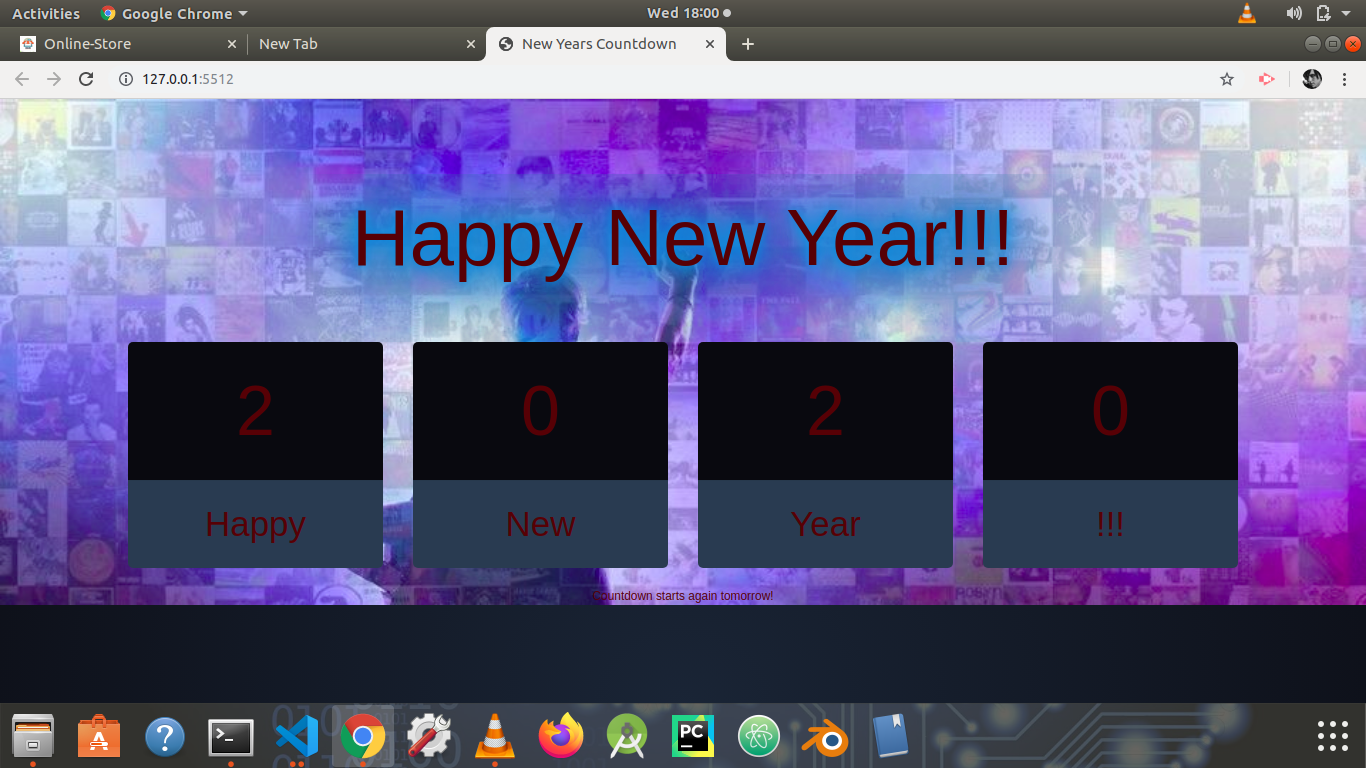 Activities Google Chrome Wed 18:00
Online-Store New Tab New Years Countdown
127.0.0.1:5512
Happy New Year!!!
2 0 2 0
Happy New Year !!!
Countdown starts again tomorrow!
PC